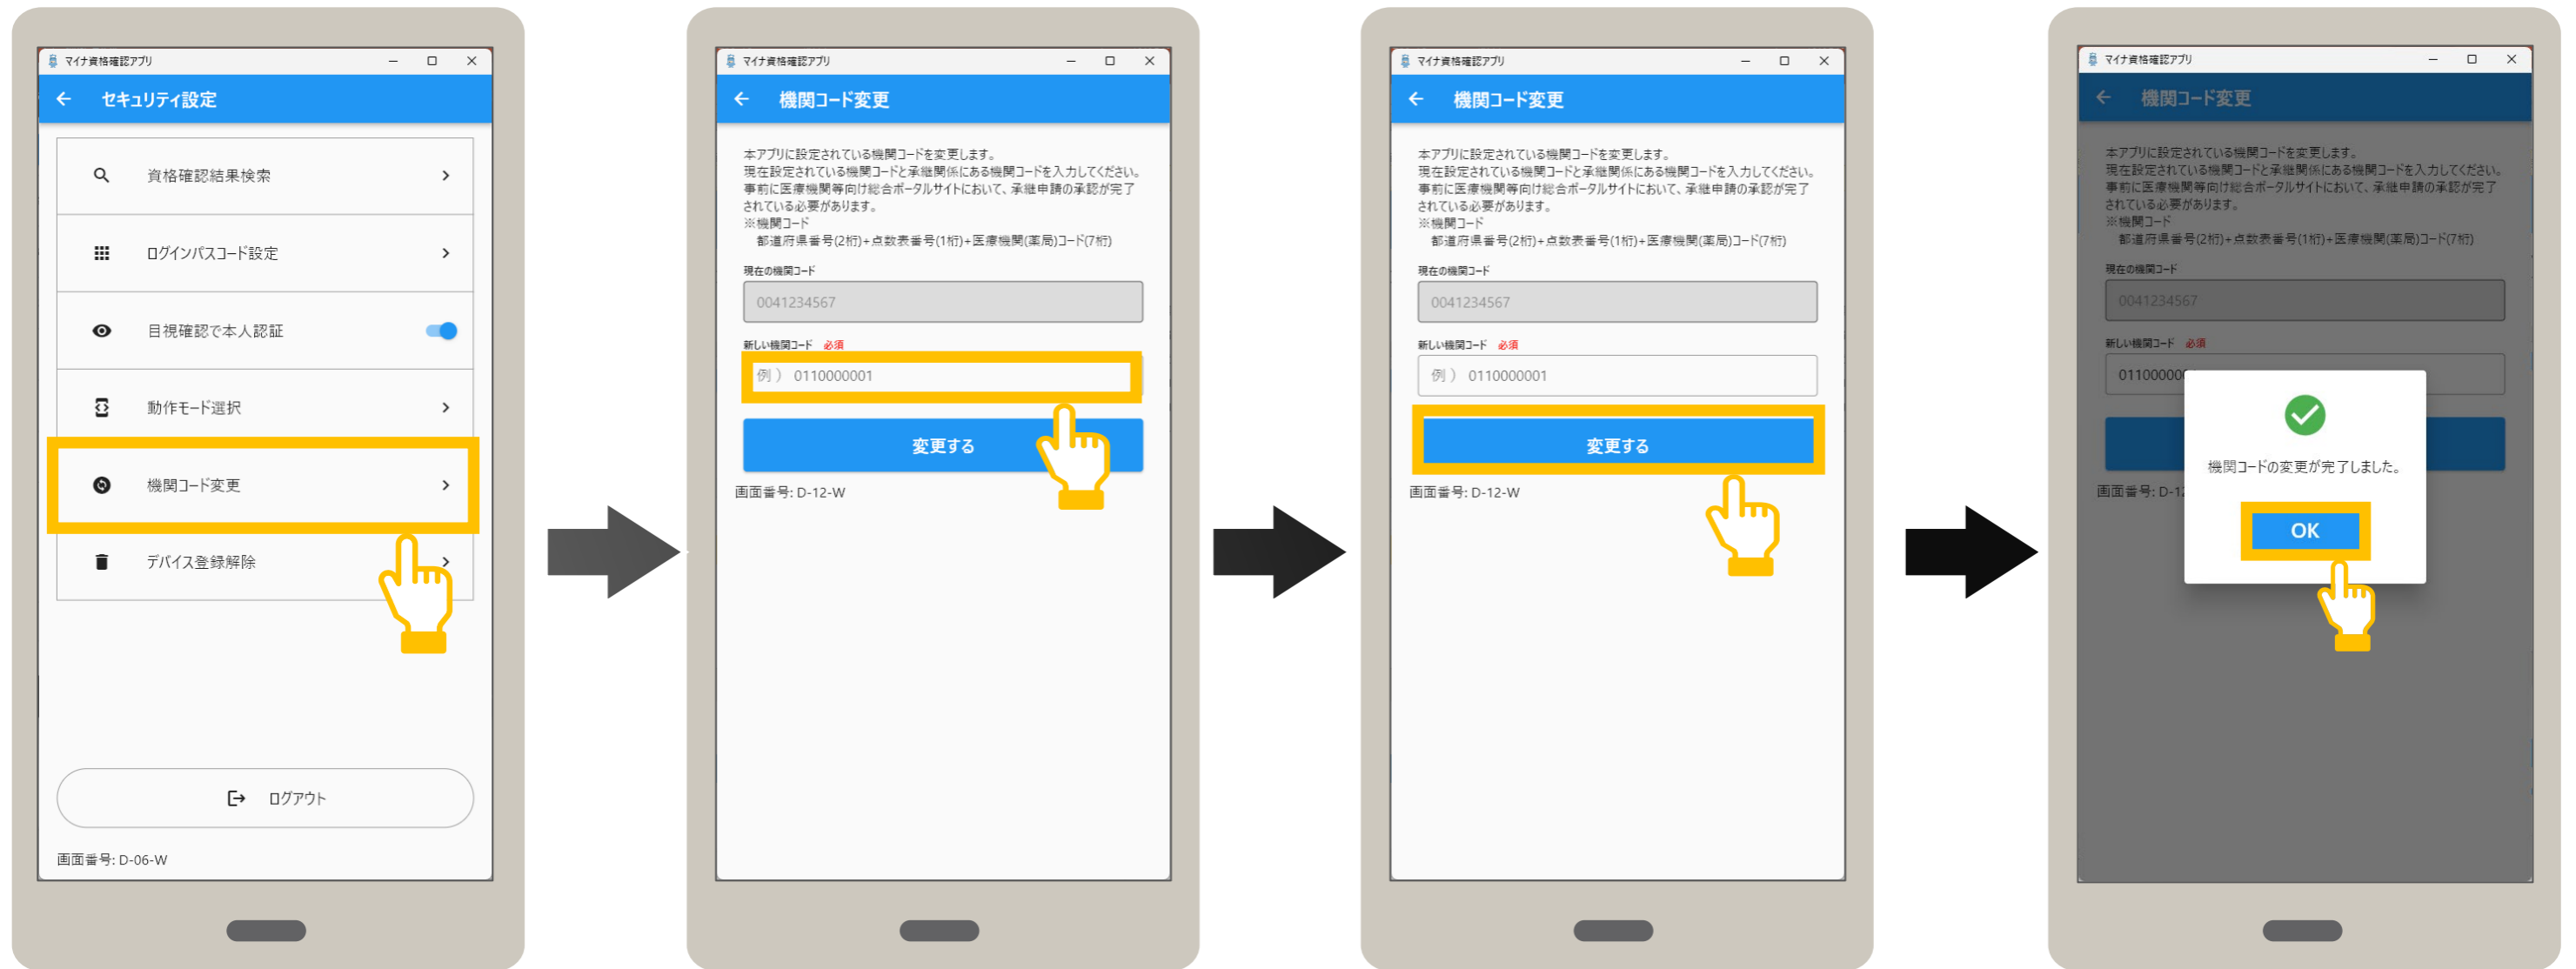 マイナ資格確認アプリ
セキュリティ設定
資格確認結果検索
ログインパスコード設定
目視確認で本人認証
動作モード選択
機関コード変更
デバイス登録解除
ログアウト
画面番号: D-06-W
マイナ資格確認アプリ
機関コード変更
本アプリに設定されている機関コードを変更します。
現在設定されている機関コードと承継関係にある機関コードを入力してください。
事前に医療機関等向け総合ポータルサイトにおいて、承継申請の承認が完了
されている必要があります。
※機関コード
都道府県番号(2桁)+点数表番号(1桁)+医療機関(薬局)コード(7桁)
現在の機関コード
0041234567
新しい機関コード 必須
例） 0110000001
変更する
画面番号: D-12-W
マイナ資格確認アプリ
機関コード変更
本アプリに設定されている機関コードを変更します。
現在設定されている機関コードと承継関係にある機関コードを入力してください。
事前に医療機関等向け総合ポータルサイトにおいて、承継申請の承認が完了
されている必要があります。
※機関コード
都道府県番号(2桁)+点数表番号(1桁)+医療機関(薬局)コード(7桁)
現在の機関コード
0041234567
新しい機関コード 必須
例） 0110000001
変更する
画面番号: D-12-W
マイナ資格確認アプリ
機関コード変更
本アプリに設定されている機関コードを変更します。
現在設定されている機関コードと承継関係にある機関コードを入力してください。
事前に医療機関等向け総合ポータルサイトにおいて、承継申請の承認が完了
されている必要があります。
※機関コード
都道府県番号(2桁)+点数表番号(1桁)+医療機関(薬局)コード(7桁)
現在の機関コード
0041234567
新しい機関コード 必須
01100000
画面番号: D-1
機関コードの変更が完了しました。
OK